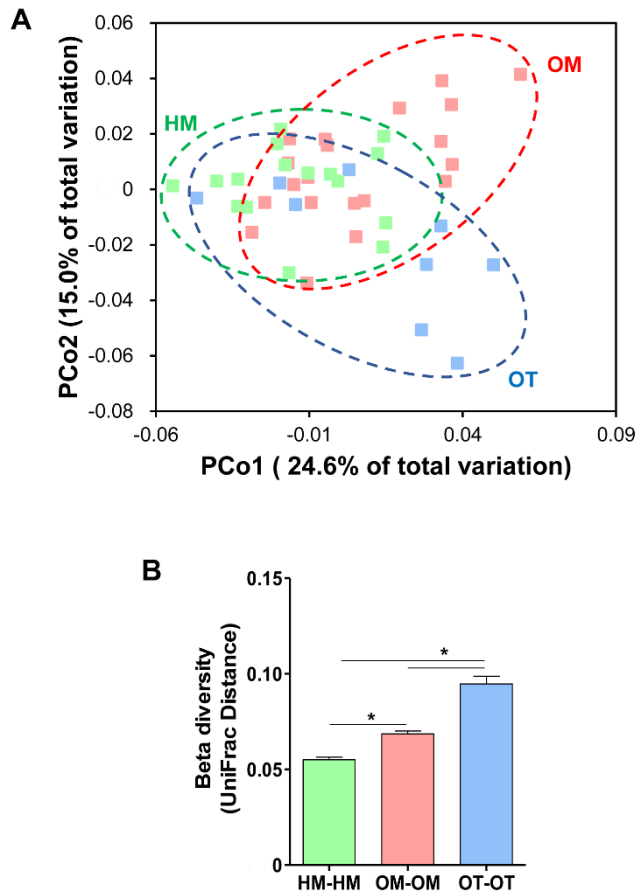 A
0.06
0.04
0.02
0
-0.02
-0.04
-0.06
-0.08
PCo2 (15.0% of total variation)
HM
OM
OT
-0.06 -0.01 0.04 0.09
PCo1 ( 24.6% of total variation)
B
Beta diversity
(UniFrac Distance)
0.15
0.10
0.05
0
*
*
HM-HM OM-OM OT-OT